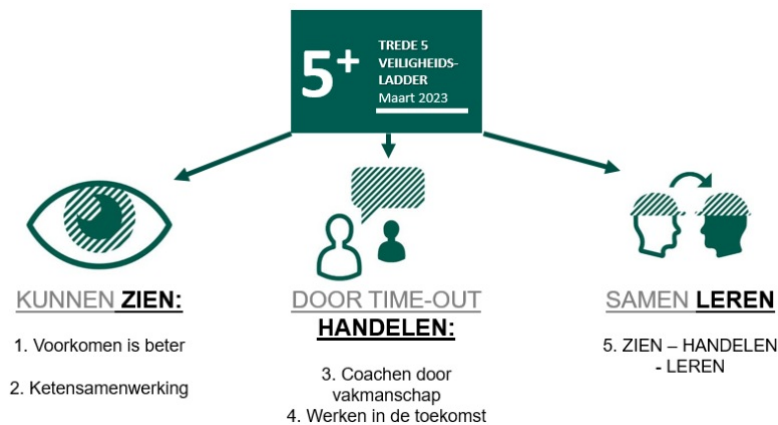 5+
TREDE 5
VEILIGHEIDS-
LADDER
Maart 2023
KUNNEN ZIEN:
1. Voorkomen is beter
2. Ketensamenwerking
DOOR TIME-OUT
HANDELEN:
3. Coachen door
vakmanschap
4. Werken in de toekomst
SAMEN LEREN
5. ZIEN – HANDELEN
- LEREN